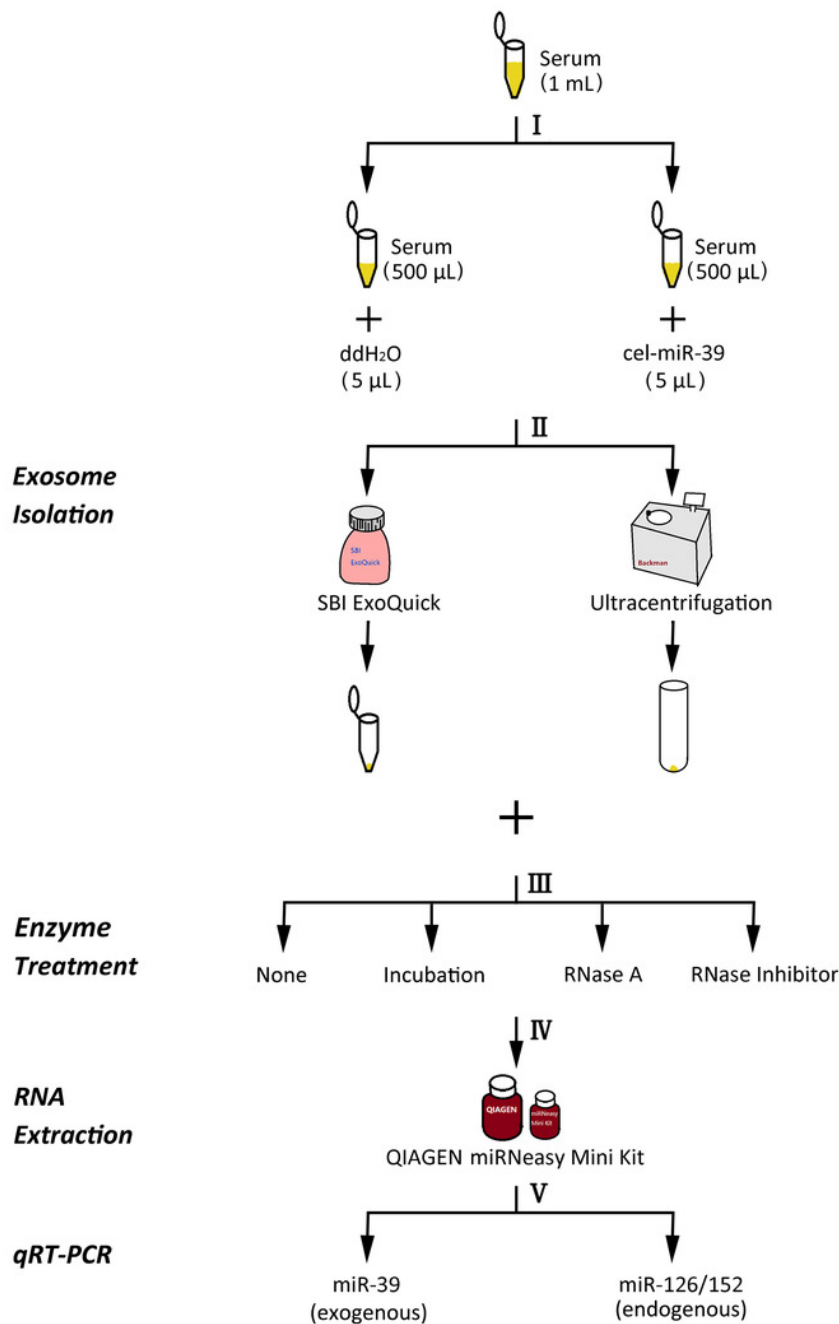 Serum
(1 mL)
I
Serum
(500 µL)
Serum
(500 µL)
+
+
ddH₂O
(5 µL)
cel-miR-39
(5 µL)
II
Exosome
Isolation
SBI
ExoQuick
Backman
SBI ExoQuick
Ultracentrifugation
+
III
Enzyme
Treatment
None
Incubation
RNase A
RNase Inhibitor
IV
RNA
Extraction
QIAGEN
miRNeasy
Mini Kit
QIAGEN miRNeasy Mini Kit
V
qRT-PCR
miR-39
(exogenous)
miR-126/152
(endogenous)